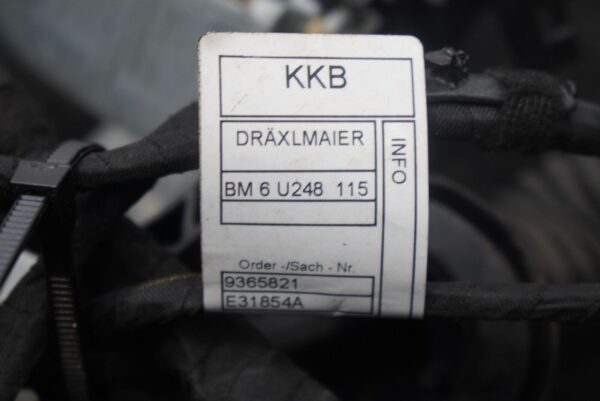 KKB
DRÄXLMAIER
INFO
BM 6 U248 115
Order -/Sach - Nr.
9365821
E31854A